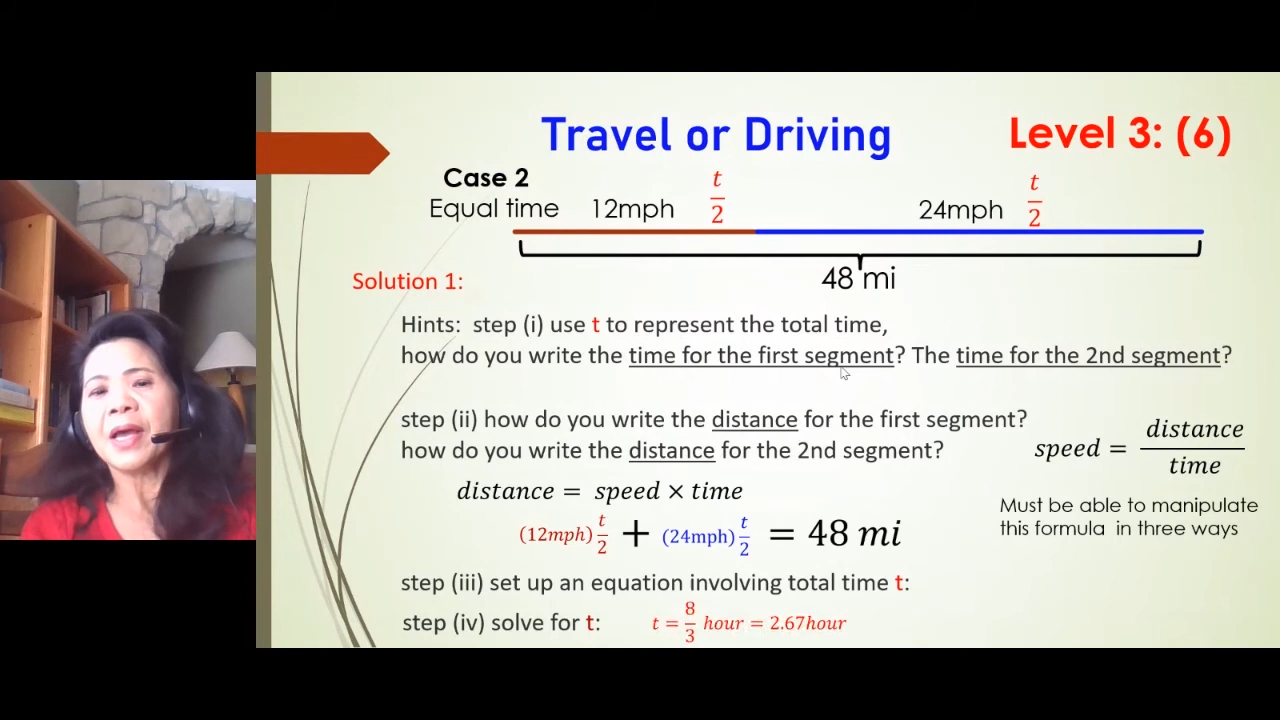 Travel or Driving
Level 3: (6)
Case 2
Equal time
12mph
t/2
24mph
t/2
48 mi
Solution 1:
Hints: step (i) use t to represent the total time,
how do you write the time for the first segment? The time for the 2nd segment?
step (ii) how do you write the distance for the first segment?
how do you write the distance for the 2nd segment?
speed = distance/time
Must be able to manipulate
this formula in three ways
distance = speed × time
(12mph) t/2 + (24mph) t/2 = 48 mi
step (iii) set up an equation involving total time t:
step (iv) solve for t: t = 8/3 hour = 2.67hour